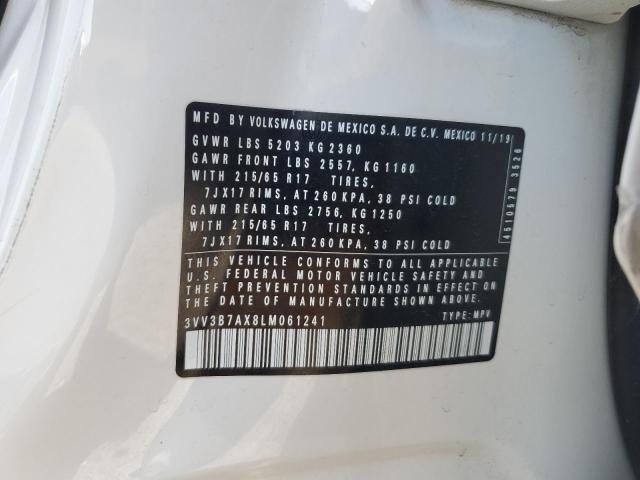 MFD BY VOLKSWAGEN DE MEXICO S.A. DE C.V. MEXICO 11/19
GVWR LBS 5203 KG 2360
GAWR FRONT LBS 2557, KG 1160
WITH 215/65 R17 TIRES,
7JX17 RIMS, AT 260 KPA, 38 PSI COLD
GAWR REAR LBS 2756, KG 1250
WITH 215/65 R17 TIRES,
7JX17 RIMS, AT 260 KPA, 38 PSI COLD
4510579 3526
THIS VEHICLE CONFORMS TO ALL APPLICABLE
U.S. FEDERAL MOTOR VEHICLE SAFETY AND
THEFT PREVENTION STANDARDS IN EFFECT ON
THE DATE OF MANUFACTURE SHOWN ABOVE
3VV3B7AX8LM061241 TYPE: MPV